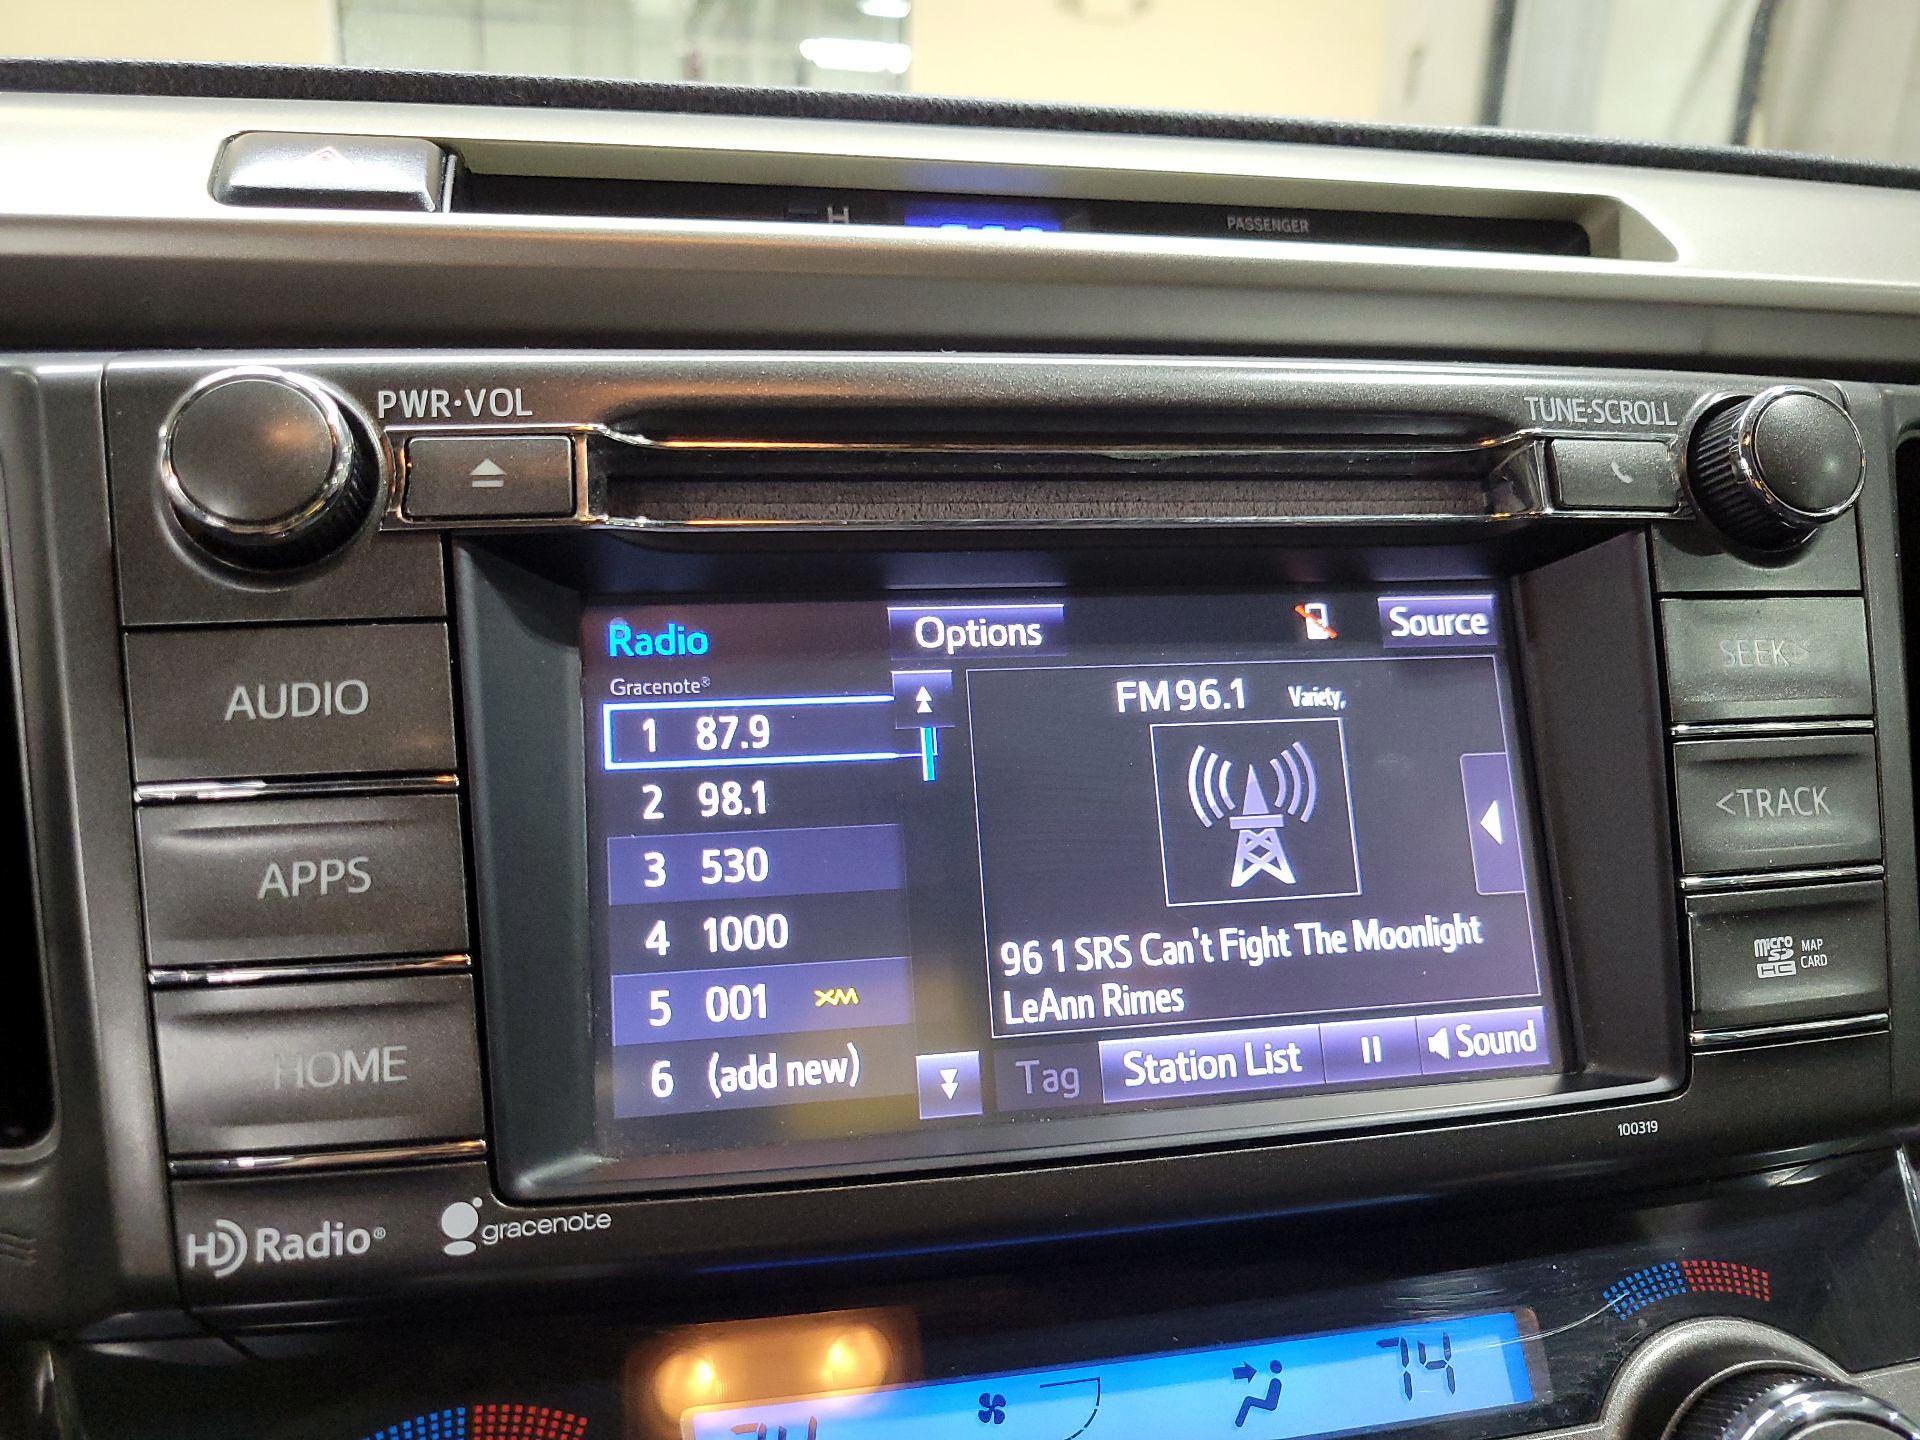 H
PASSENGER
PWR·VOL
TUNE·SCROLL
Radio
Options
Source
Gracenote®
1 87.9
2 98.1
3 530
4 1000
5 001 XM
6 (add new)
FM 96.1 Variety,
96 1 SRS Can't Fight The Moonlight
LeAnn Rimes
Tag
Station List
Sound
AUDIO
APPS
HOME
SEEK>
<TRACK
micro SD HC
MAP
CARD
100319
HD Radio®
gracenote
74
74